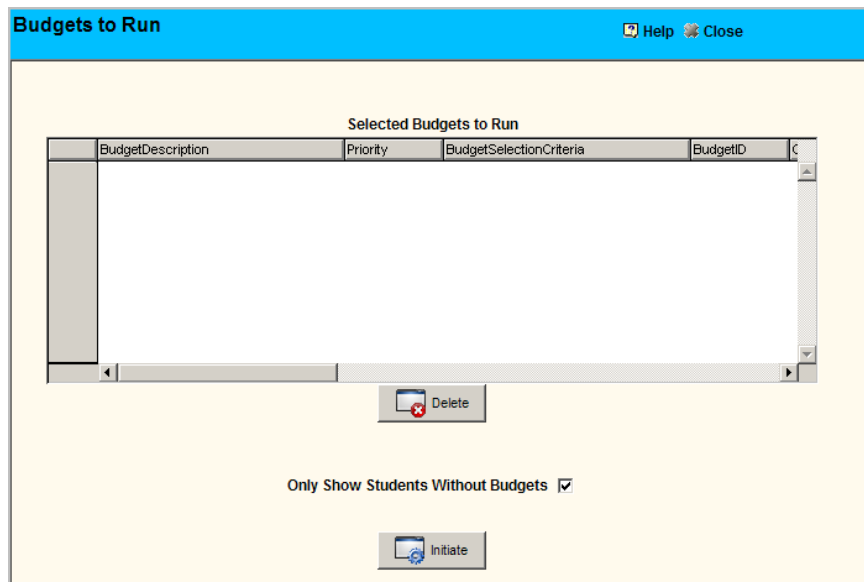 Budgets to Run
Help Close
Selected Budgets to Run
BudgetDescription Priority BudgetSelectionCriteria BudgetID
Delete
Only Show Students Without Budgets
Initiate